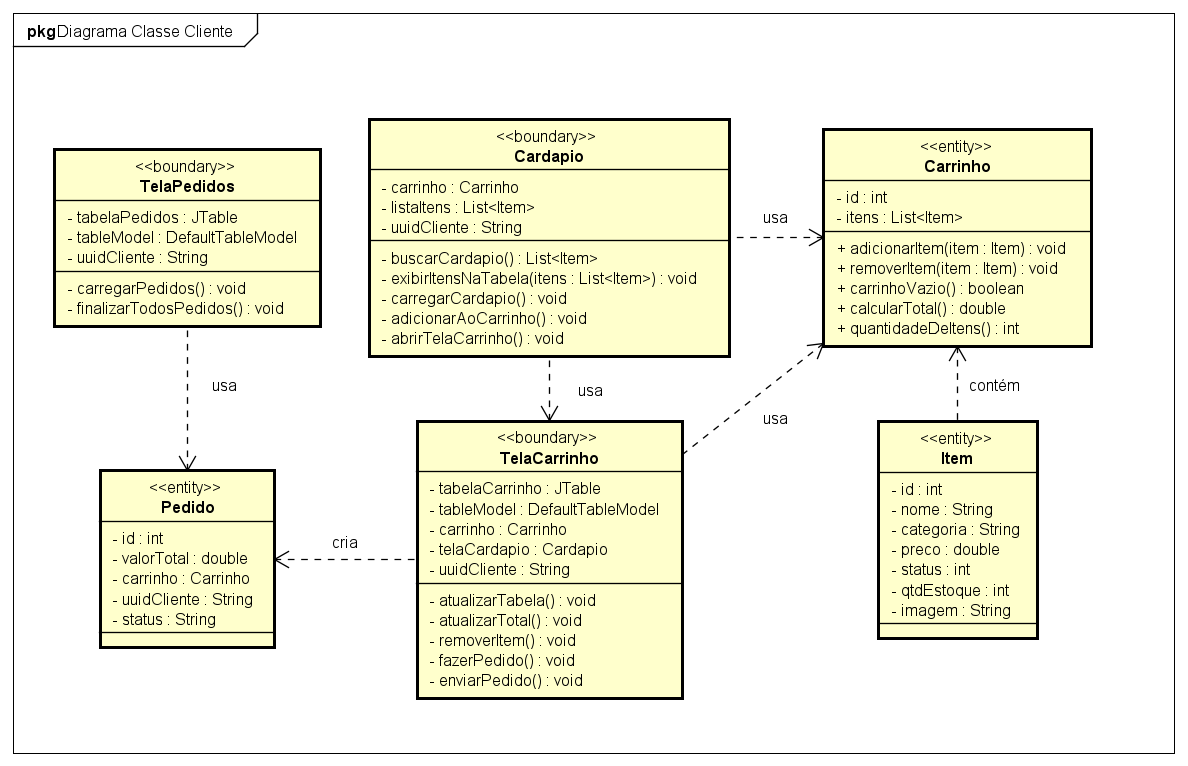 pkg Diagrama Classe Cliente
<<boundary>>
TelaPedidos
- tabelaPedidos : JTable
- tableModel : DefaultTableModel
- uuidCliente : String
- carregarPedidos() : void
- finalizarTodosPedidos() : void
<<boundary>>
Cardapio
- carrinho : Carrinho
- listaItens : List<Item>
- uuidCliente : String
- buscarCardapio() : List<Item>
- exibirItensNaTabela(itens : List<Item>) : void
- carregarCardapio() : void
- adicionarAoCarrinho() : void
- abrirTelaCarrinho() : void
usa
<<entity>>
Carrinho
- id : int
- itens : List<Item>
+ adicionarItem(item : Item) : void
+ removerItem(item : Item) : void
+ carrinhoVazio() : boolean
+ calcularTotal() : double
+ quantidadeDeItens() : int
usa
usa
usa
contém
<<entity>>
Pedido
- id : int
- valorTotal : double
- carrinho : Carrinho
- uuidCliente : String
- status : String
cria
<<boundary>>
TelaCarrinho
- tabelaCarrinho : JTable
- tableModel : DefaultTableModel
- carrinho : Carrinho
- telaCardapio : Cardapio
- uuidCliente : String
- atualizarTabela() : void
- atualizarTotal() : void
- removerItem() : void
- fazerPedido() : void
- enviarPedido() : void
<<entity>>
Item
- id : int
- nome : String
- categoria : String
- preco : double
- status : int
- qtdEstoque : int
- imagem : String